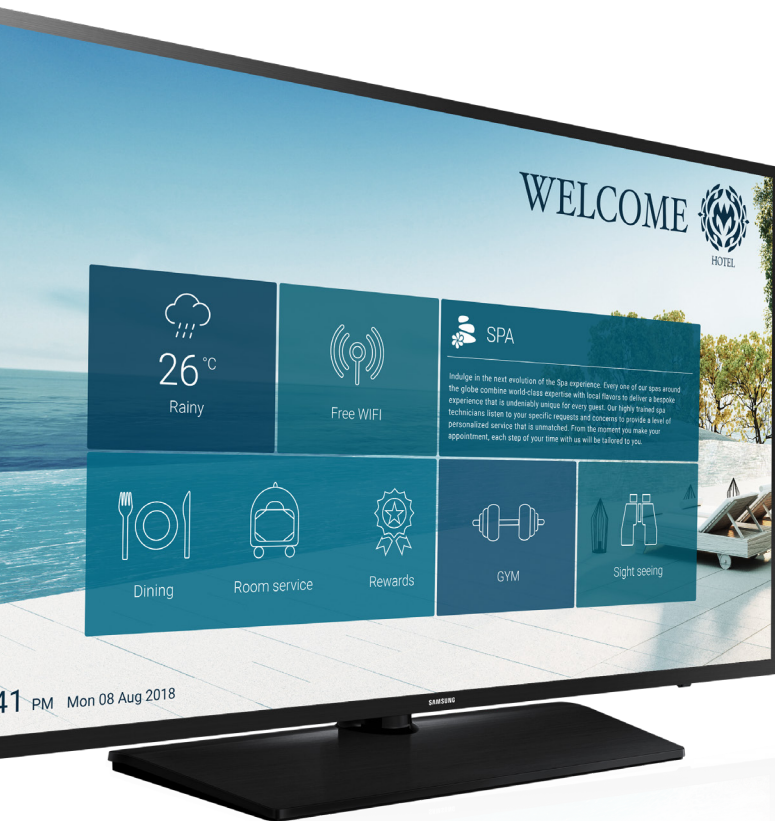 WELCOME
HOTEL
26 °C
Rainy
Free WIFI
SPA
Indulge in the next evolution of the Spa experience. Every one of our spas around
the globe combine world-class expertise with local flavors to deliver a bespoke
experience that is undeniably unique for every guest. Our highly trained spa
technicians listen to your specific requests and concerns to provide a level of
personalized service that is unmatched. From the moment you make your
appointment, each step of your time with us will be tailored to you.
Dining
Room service
Rewards
GYM
Sight seeing
41 PM Mon 08 Aug 2018
SAMSUNG